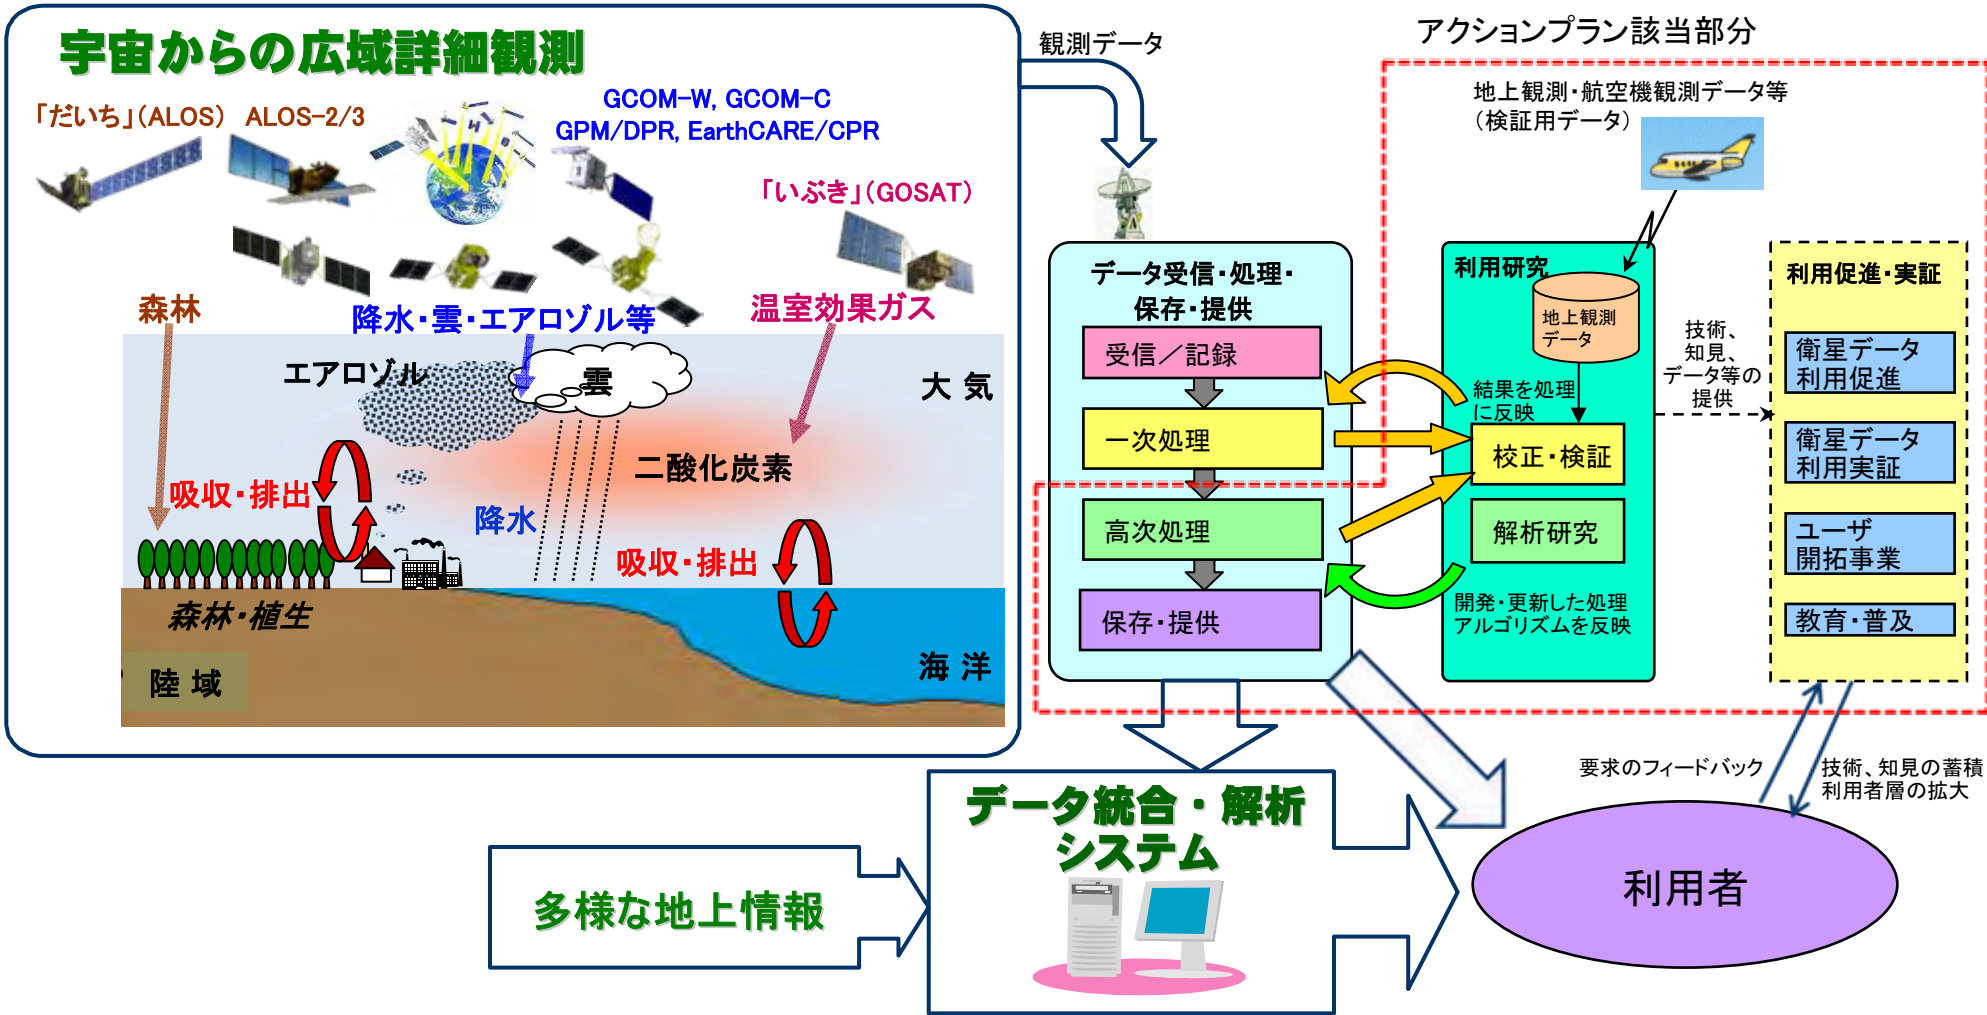 宇宙からの広域詳細観測
「だいち」(ALOS) ALOS-2/3
GCOM-W, GCOM-C
GPM/DPR, EarthCARE/CPR
「いぶき」(GOSAT)
森林
降水・雲・エアロゾル等
温室効果ガス
エアロゾル
雲
大 気
二酸化炭素
吸収・排出
降水
吸収・排出
森林・植生
陸 域
海 洋
観測データ
アクションプラン該当部分
地上観測・航空機観測データ等
(検証用データ)
データ受信・処理・
保存・提供
受信／記録
一次処理
高次処理
保存・提供
利用研究
地上観測
データ
結果を処理
に反映
校正・検証
解析研究
開発・更新した処理
アルゴリズムを反映
技術、
知見、
データ等の
提供
利用促進・実証
衛星データ
利用促進
衛星データ
利用実証
ユーザ
開拓事業
教育・普及
要求のフィードバック
技術、知見の蓄積
利用者層の拡大
データ統合・解析
システム
多様な地上情報
利用者